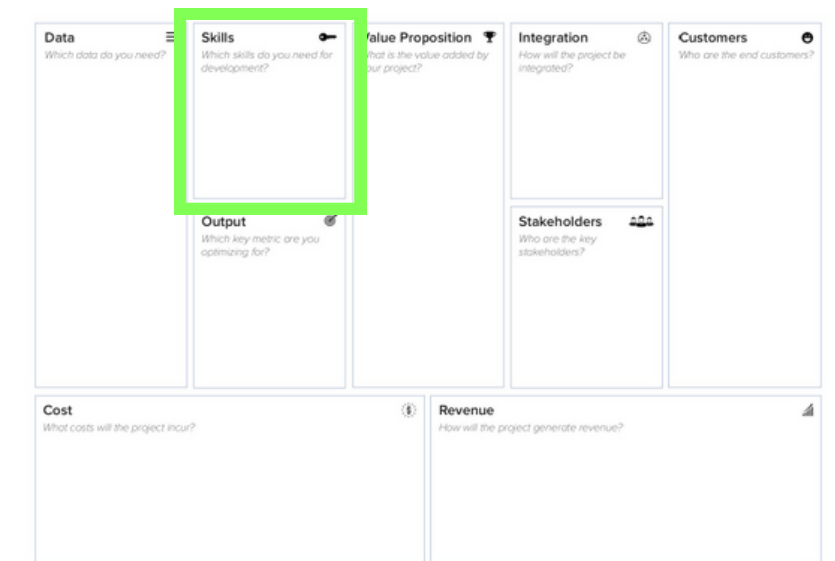 Data
Which data do you need?
Skills
Which skills do you need for
development?
Value Proposition
What is the value added by
our project?
Integration
How will the project be
integrated?
Customers
Who are the end customers?
Output
Which key metric are you
optimizing for?
Stakeholders
Who are the key
stakeholders?
Cost
What costs will the project incur?
Revenue
How will the project generate revenue?